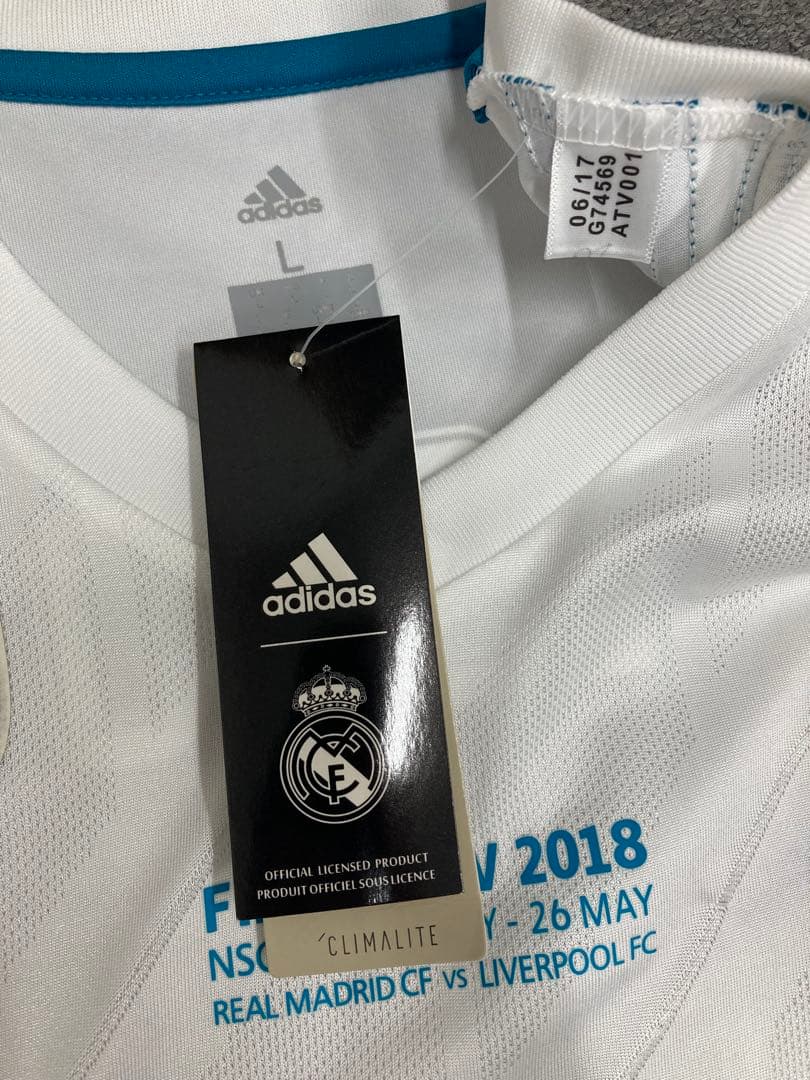 adidas
L
06/17
G74569
ATV001
adidas
OFFICIAL LICENSED PRODUCT
PRODUIT OFFICIEL SOUS LICENCE
'CLIMALITE
2018
- 26 MAY
REAL MADRID CF vs LIVERPOOL FC